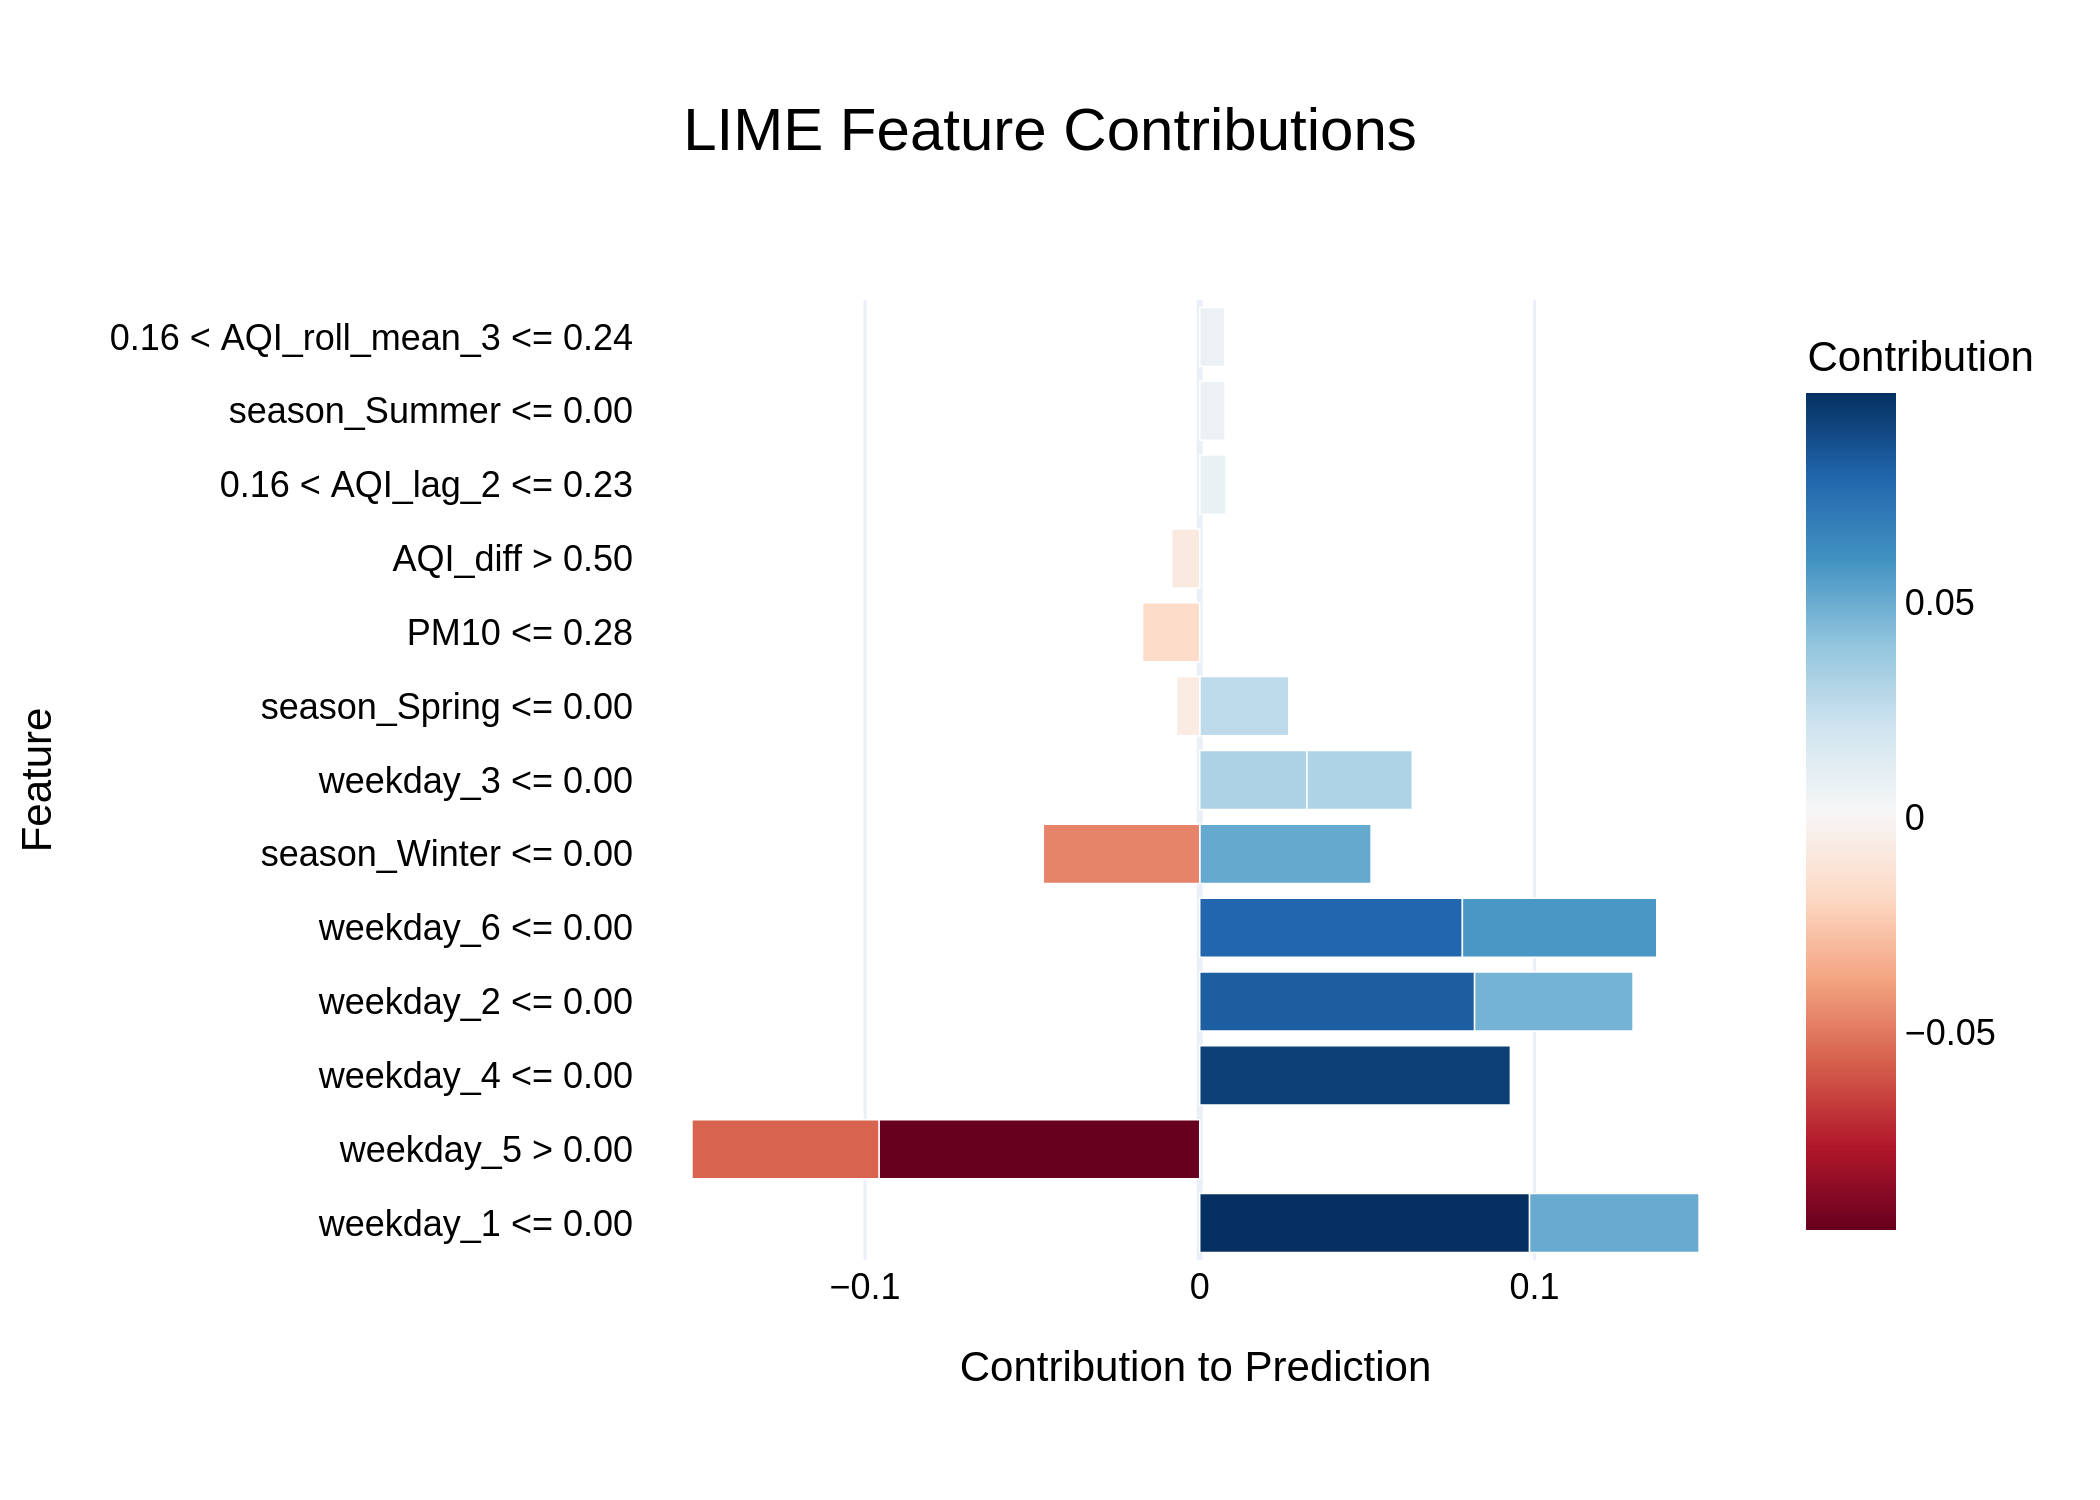 LIME Feature Contributions
0.16 < AQI_roll_mean_3 <= 0.24
season_Summer <= 0.00
0.16 < AQI_lag_2 <= 0.23
AQI_diff > 0.50
PM10 <= 0.28
season_Spring <= 0.00
weekday_3 <= 0.00
season_Winter <= 0.00
weekday_6 <= 0.00
weekday_2 <= 0.00
weekday_4 <= 0.00
weekday_5 > 0.00
weekday_1 <= 0.00
Feature
−0.1
0
0.1
Contribution to Prediction
Contribution
0.05
0
−0.05